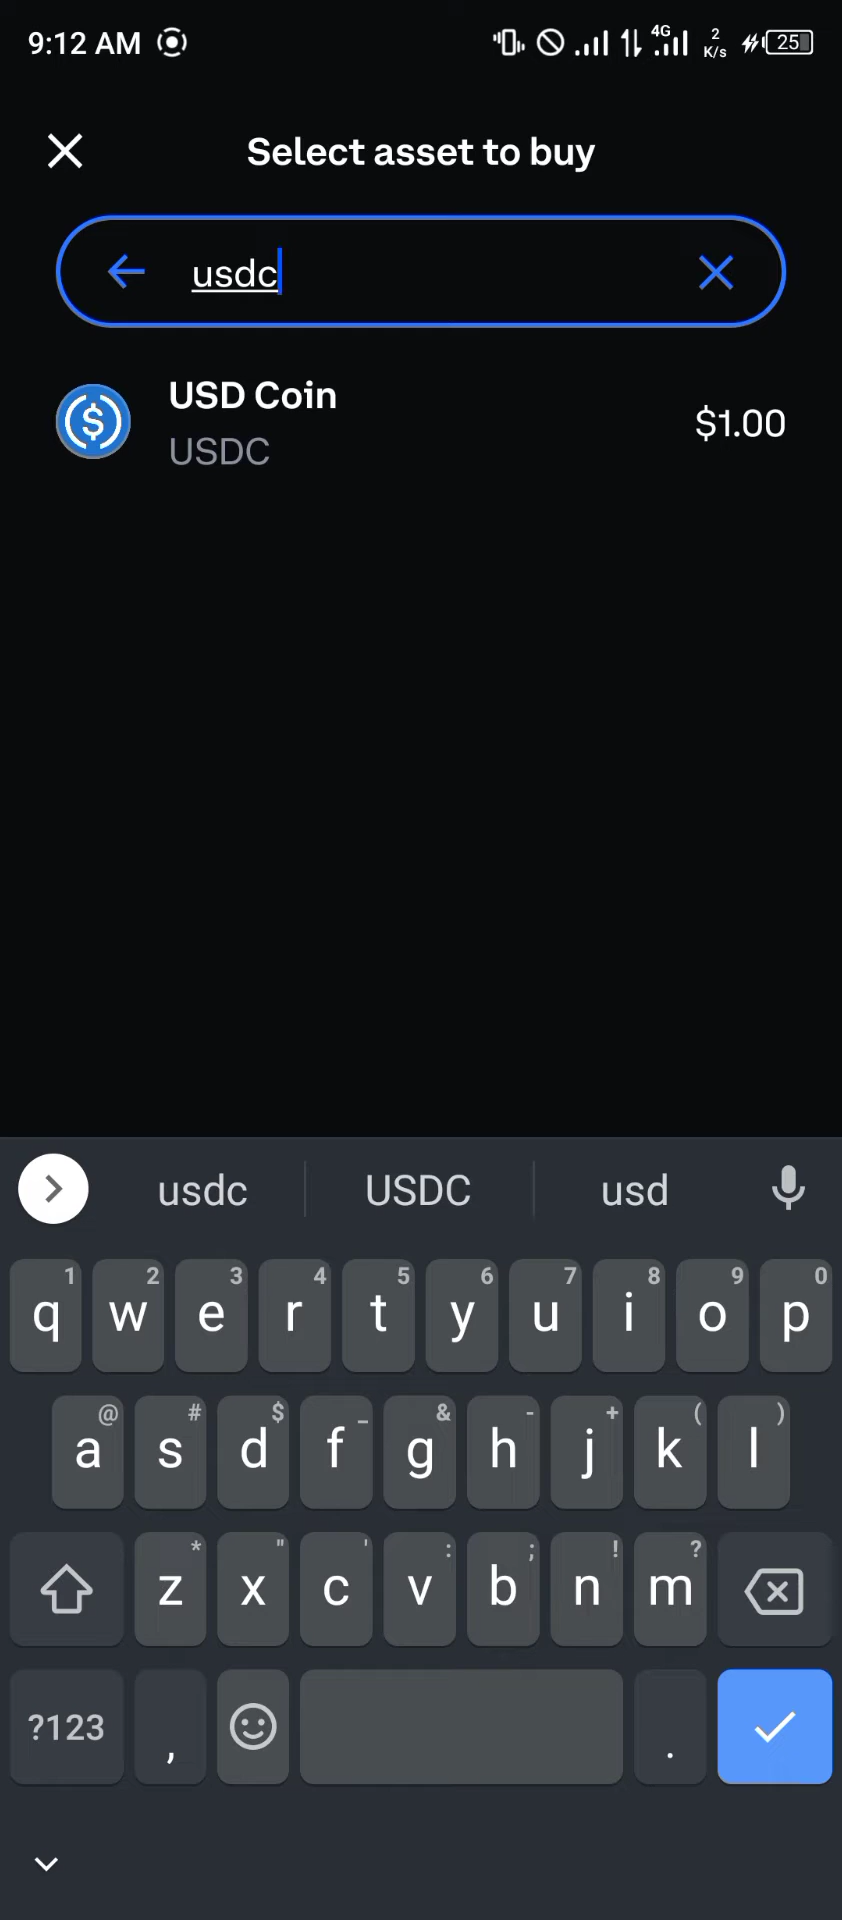 9:12 AM 4G 2 K/s 25
Select asset to buy
usdc
USD Coin
USDC
$1.00
usdc USDC usd
1 2 3 4 5 6 7 8 9 0
q w e r t y u i o p
@ # $ _ & - + ( )
a s d f g h j k l
* " ' : ; ! ?
z x c v b n m
?123 , .